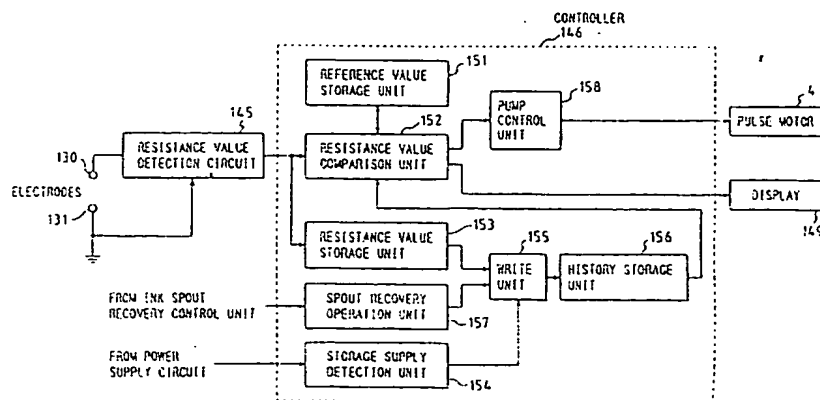 CONTROLLER
146
REFERENCE VALUE
STORAGE UNIT
151
152
158
PUMP
CONTROL
UNIT
4
PULSE MOTOR
145
RESISTANCE VALUE
DETECTION CIRCUIT
RESISTANCE VALUE
COMPARISON UNIT
130
ELECTRODES
131
DISPLAY
149
153
RESISTANCE VALUE
STORAGE UNIT
155
WRITE
UNIT
156
HISTORY STORAGE
UNIT
FROM INK SPOUT
RECOVERY CONTROL UNIT
SPOUT RECOVERY
OPERATION UNIT
157
FROM POWER
SUPPLY CIRCUIT
STORAGE SUPPLY
DETECTION UNIT
154